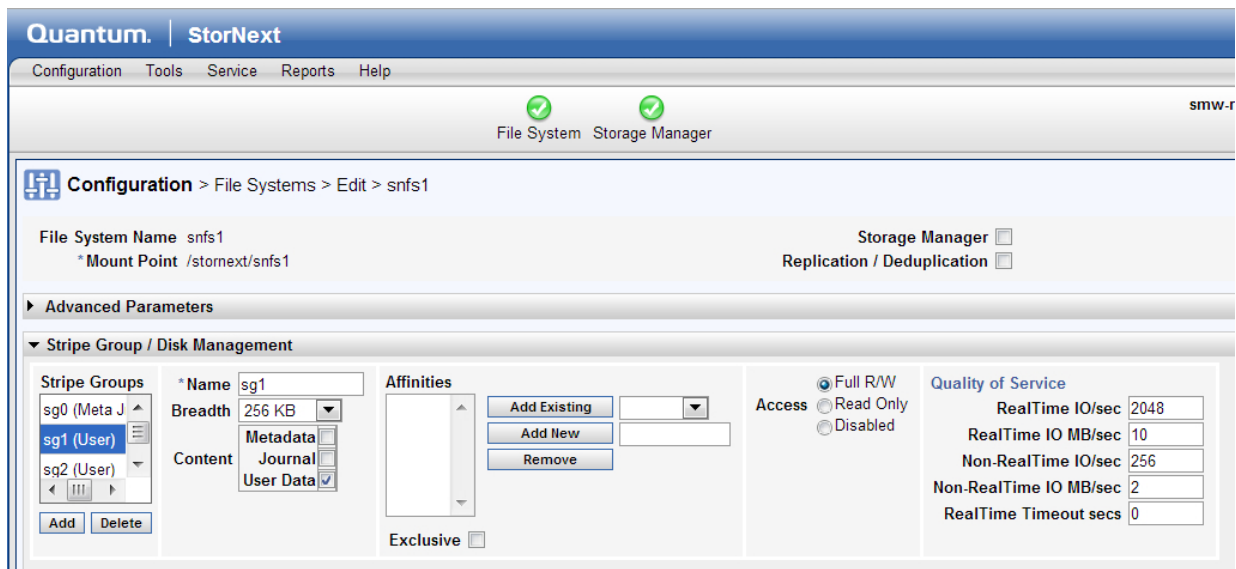 Quantum. | StorNext
Configuration Tools Service Reports Help
smw-r
File System Storage Manager
Configuration > File Systems > Edit > snfs1
File System Name snfs1
Storage Manager
*Mount Point /stornext/snfs1
Replication / Deduplication
Advanced Parameters
Stripe Group / Disk Management
Stripe Groups
sg0 (Meta J
sg1 (User)
sg2 (User)
Add Delete
*Name sg1
Breadth 256 KB
Content
Metadata
Journal
User Data
Affinities
Add Existing
Add New
Remove
Exclusive
Access
Full R/W
Read Only
Disabled
Quality of Service
RealTime IO/sec 2048
RealTime IO MB/sec 10
Non-RealTime IO/sec 256
Non-RealTime IO MB/sec 2
RealTime Timeout secs 0